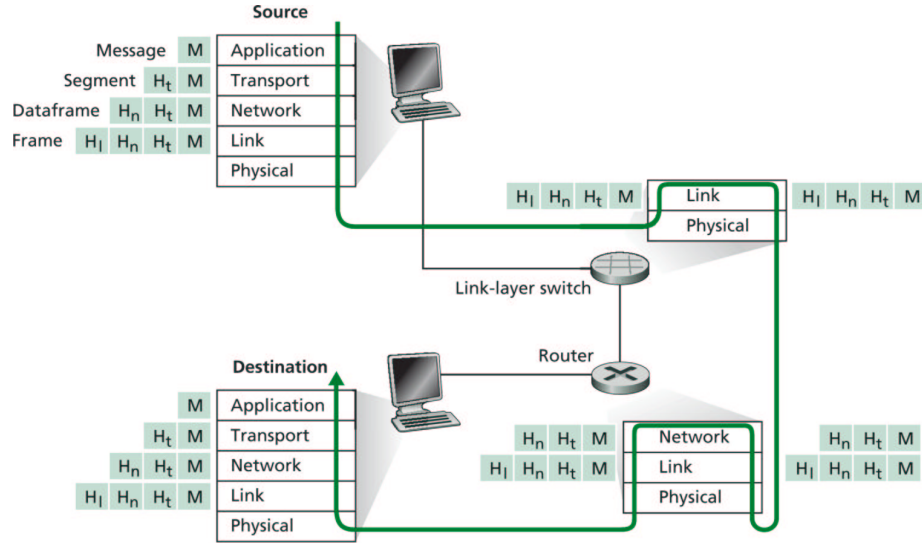 Source
Message M Application
Segment Ht M Transport
Dataframe Hn Ht M Network
Frame Hl Hn Ht M Link
Physical
Hl Hn Ht M Link Hl Hn Ht M
Physical
Link-layer switch
Router
Destination
M Application
Ht M Transport
Hn Ht M Network
Hl Hn Ht M Link
Physical
Hn Ht M Network Hn Ht M
Hl Hn Ht M Link Hl Hn Ht M
Physical